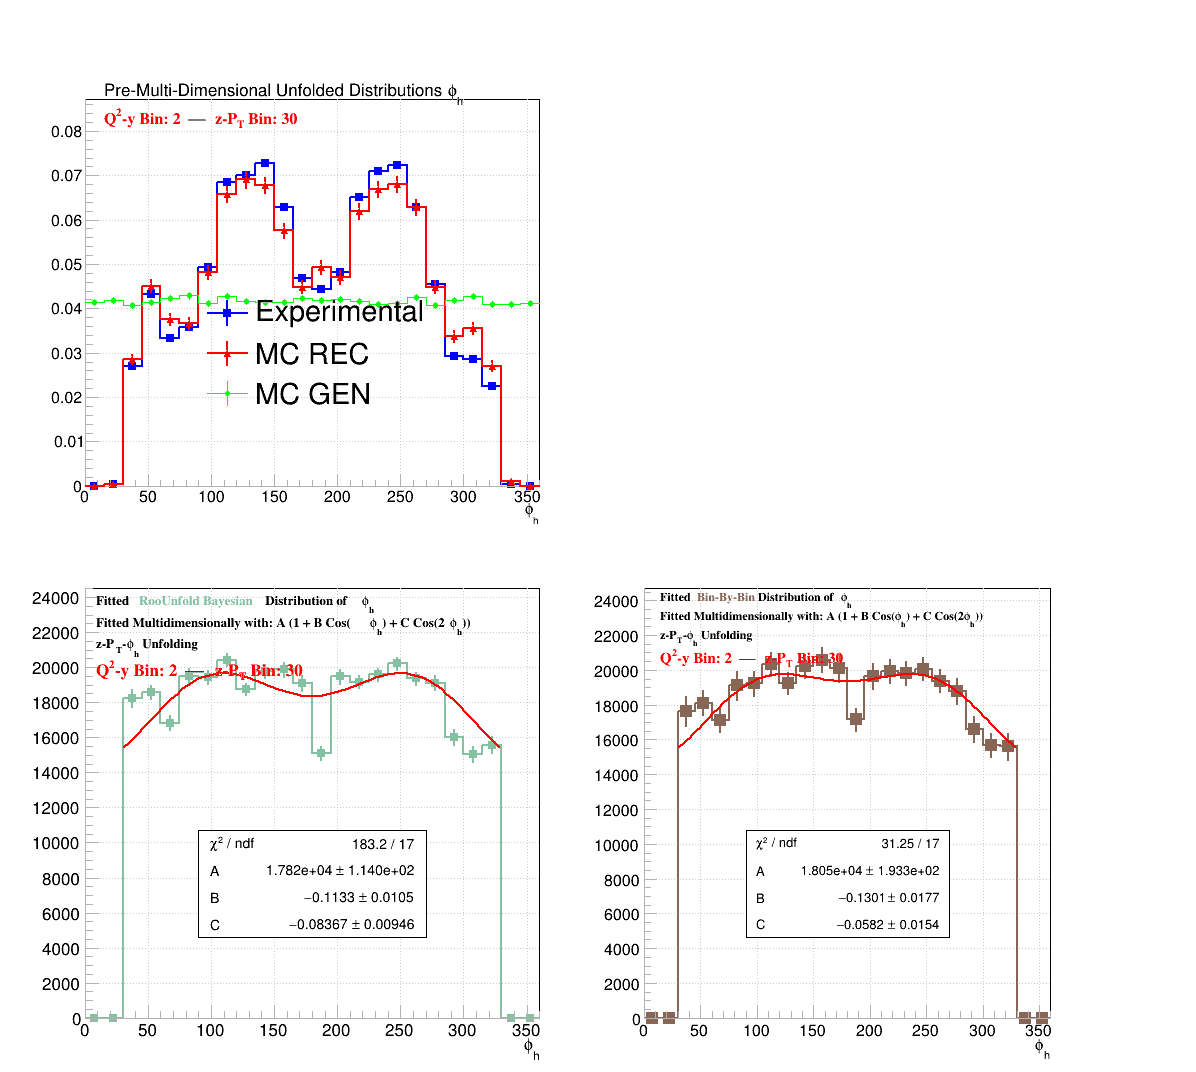 Pre-Multi-Dimensional Unfolded Distributions ϕh
Q²-y Bin: 2 — z-PT Bin: 30
0.08
0.07
0.06
0.05
0.04
0.03
0.02
0.01
0
Experimental
MC REC
MC GEN
0 50 100 150 200 250 300 350
ϕh
Fitted RooUnfold Bayesian Distribution of ϕh
Fitted Multidimensionally with: A (1 + B Cos(ϕh) + C Cos(2 ϕh))
z-PT-ϕh Unfolding
Q²-y Bin: 2 — z-PT Bin: 30
24000
22000
20000
18000
16000
14000
12000
10000
8000
6000
4000
2000
0
χ² / ndf 183.2 / 17
A 1.782e+04 ± 1.140e+02
B −0.1133 ± 0.0105
C −0.08367 ± 0.00946
0 50 100 150 200 250 300 350
ϕh
Fitted Bin-By-Bin Distribution of ϕh
Fitted Multidimensionally with: A (1 + B Cos(ϕh) + C Cos(2ϕh))
z-PT-ϕh Unfolding
Q²-y Bin: 2 — z-PT Bin: 30
24000
22000
20000
18000
16000
14000
12000
10000
8000
6000
4000
2000
0
χ² / ndf 31.25 / 17
A 1.805e+04 ± 1.933e+02
B −0.1301 ± 0.0177
C −0.0582 ± 0.0154
0 50 100 150 200 250 300 350
ϕh